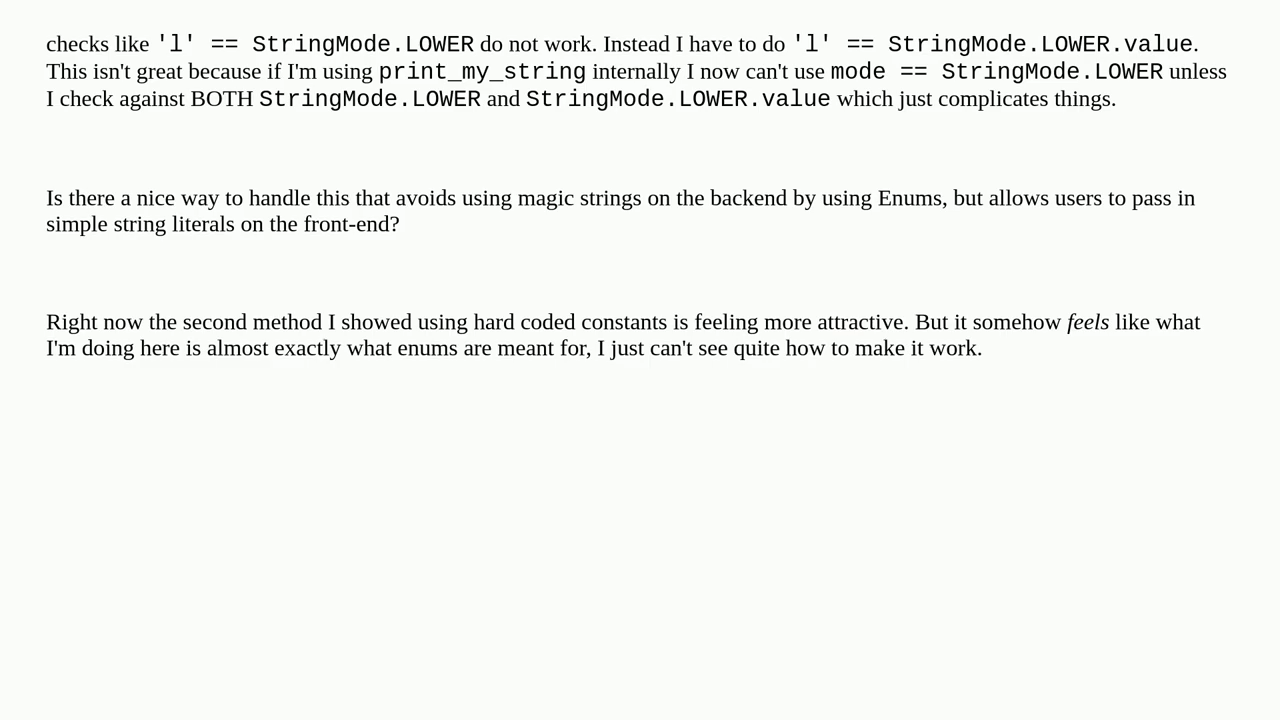 checks like 'l' == StringMode.LOWER do not work. Instead I have to do 'l' == StringMode.LOWER.value.
This isn't great because if I'm using print_my_string internally I now can't use mode == StringMode.LOWER unless
I check against BOTH StringMode.LOWER and StringMode.LOWER.value which just complicates things.
Is there a nice way to handle this that avoids using magic strings on the backend by using Enums, but allows users to pass in
simple string literals on the front-end?
Right now the second method I showed using hard coded constants is feeling more attractive. But it somehow feels like what
I'm doing here is almost exactly what enums are meant for, I just can't see quite how to make it work.